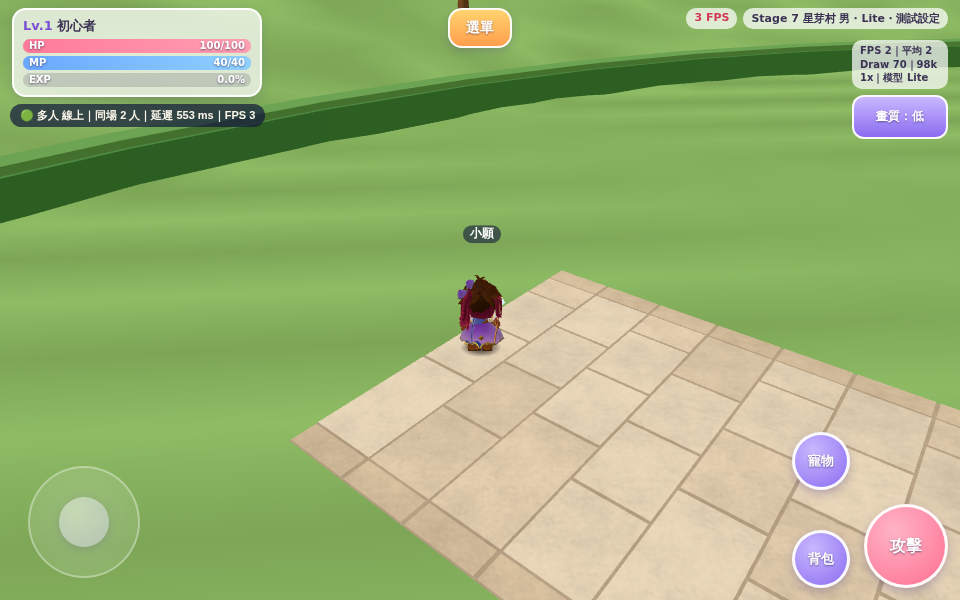 Lv.1 初心者
HP 100/100
MP 40/40
EXP 0.0%
多人 線上｜同場 2 人｜延遲 553 ms｜FPS 3
選單
3 FPS
Stage 7 星芽村 男・Lite・測試設定
FPS 2｜平均 2
Draw 70｜98k
1x｜模型 Lite
畫質：低
小願
寵物
攻擊
背包